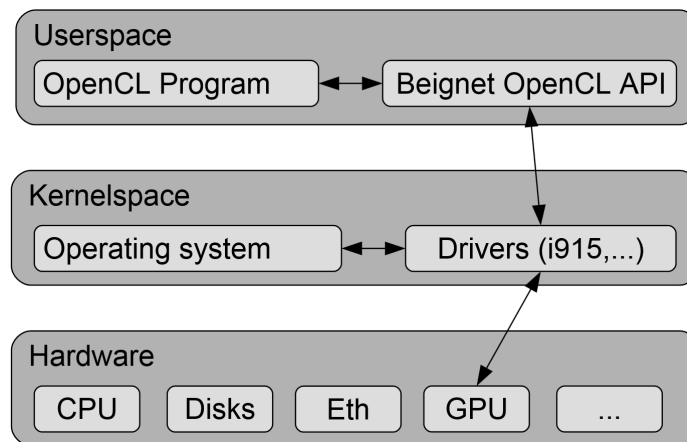 Userspace
OpenCL Program
Beignet OpenCL API
Kernelspace
Operating system
Drivers (i915,...)
Hardware
CPU
Disks
Eth
GPU
...